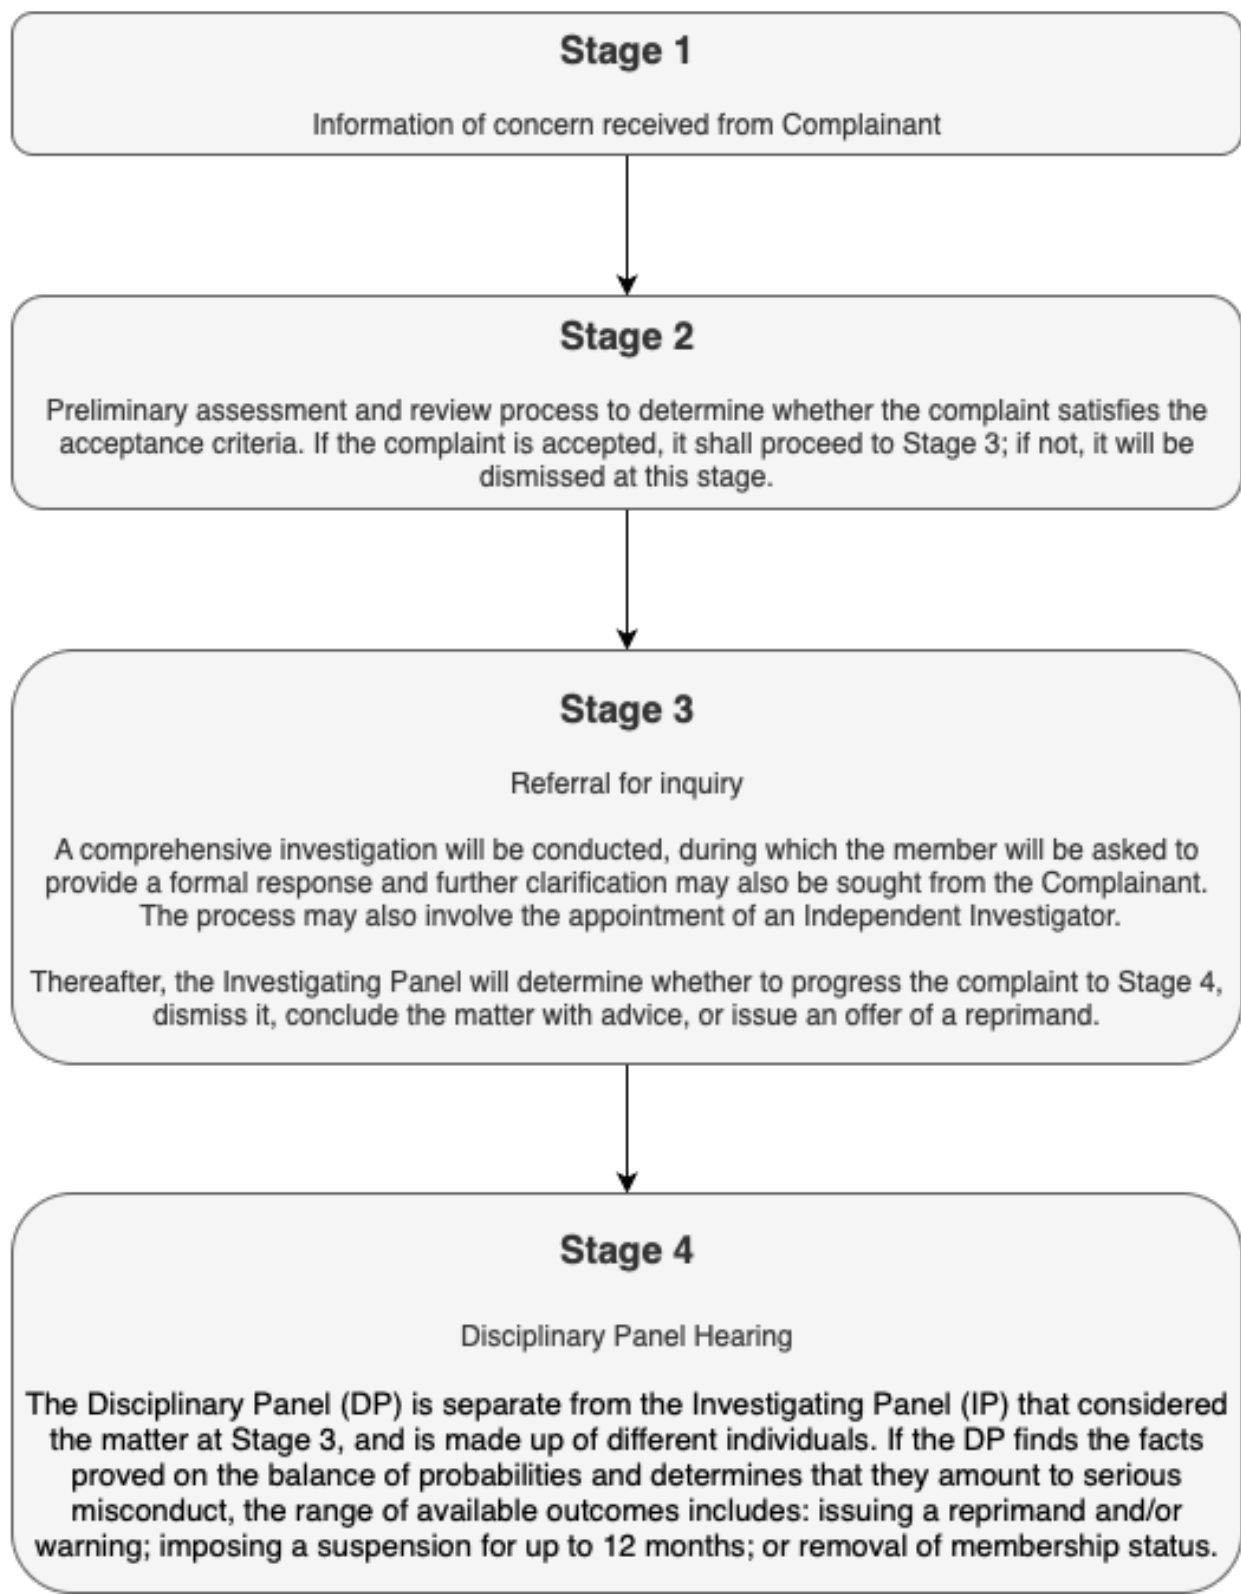 Stage 1
Information of concern received from Complainant
Stage 2
Preliminary assessment and review process to determine whether the complaint satisfies the
acceptance criteria. If the complaint is accepted, it shall proceed to Stage 3; if not, it will be
dismissed at this stage.
Stage 3
Referral for inquiry
A comprehensive investigation will be conducted, during which the member will be asked to
provide a formal response and further clarification may also be sought from the Complainant.
The process may also involve the appointment of an Independent Investigator.
Thereafter, the Investigating Panel will determine whether to progress the complaint to Stage 4,
dismiss it, conclude the matter with advice, or issue an offer of a reprimand.
Stage 4
Disciplinary Panel Hearing
The Disciplinary Panel (DP) is separate from the Investigating Panel (IP) that considered
the matter at Stage 3, and is made up of different individuals. If the DP finds the facts
proved on the balance of probabilities and determines that they amount to serious
misconduct, the range of available outcomes includes: issuing a reprimand and/or
warning; imposing a suspension for up to 12 months; or removal of membership status.